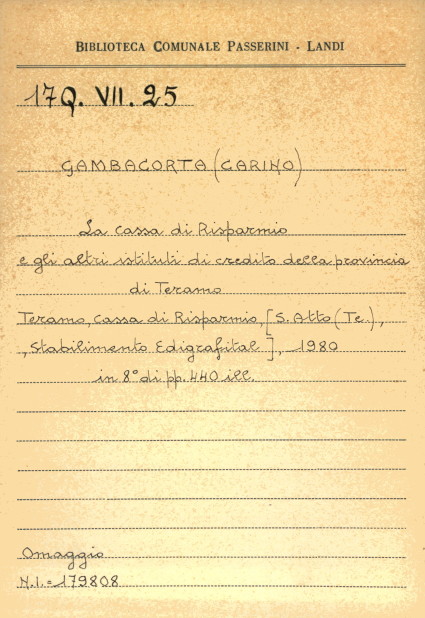 BIBLIOTECA COMUNALE PASSERINI - LANDI
17Q. VII. 25
GAMBACORTA (CARINO)
La cassa di Risparmio
e gli altri istituti di credito della provincia
di Teramo
Teramo, Cassa di Risparmio, [S. Atto (Te.),
, Stabilimento Edigrafital], 1980
in 8° di pp. 440 ill.
Omaggio
N.I. = 179808